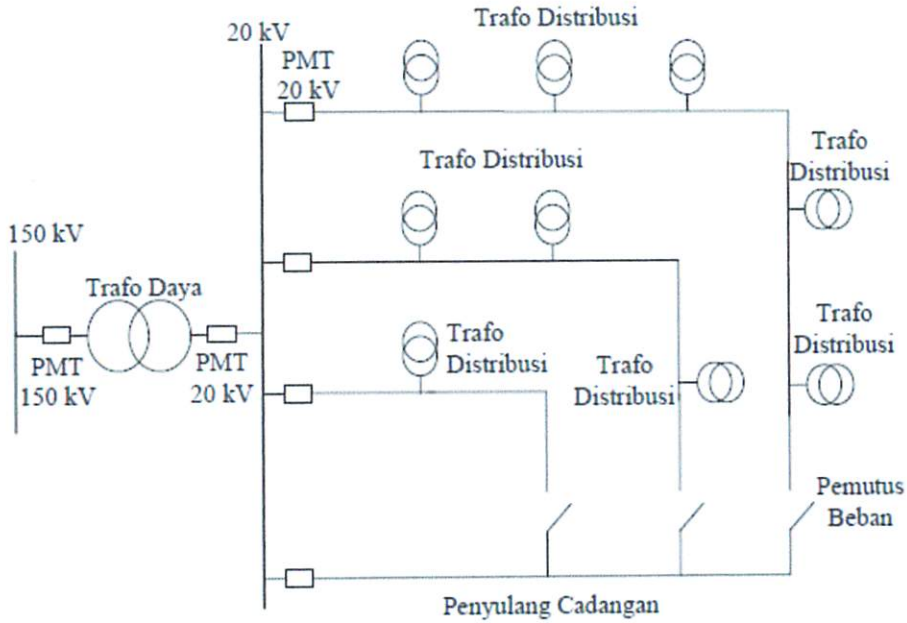 20 kV
Trafo Distribusi
PMT
20 kV
Trafo
Distribusi
Trafo Distribusi
150 kV
Trafo Daya
PMT
150 kV
PMT
20 kV
Trafo
Distribusi
Trafo
Distribusi
Trafo
Distribusi
Pemutus
Beban
Penyulang Cadangan